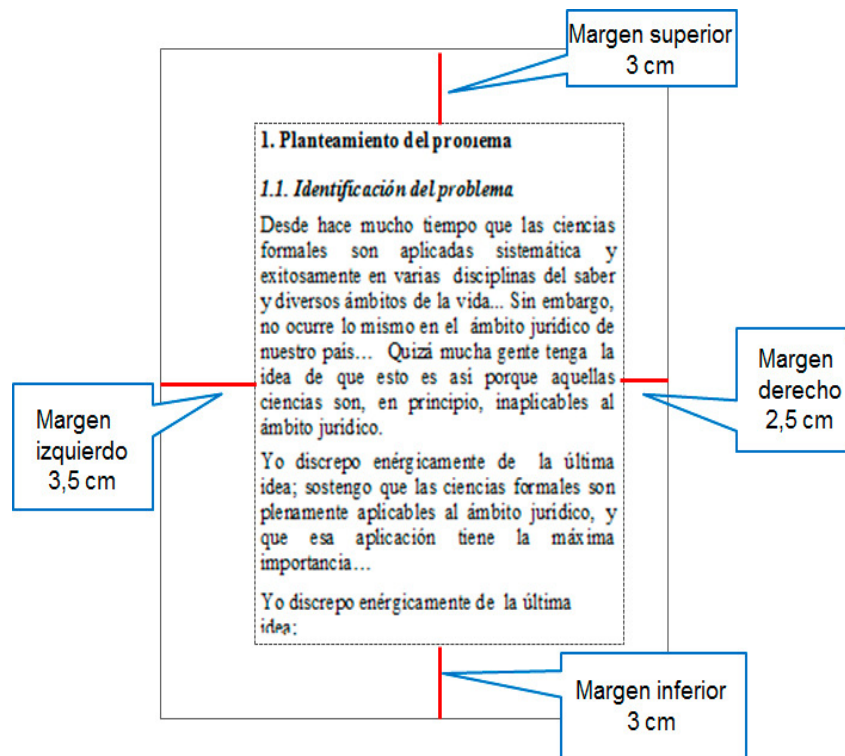 Margen superior
3 cm
1. Planteamiento del problema
1.1. Identificación del problema
Desde hace mucho tiempo que las ciencias
formales son aplicadas sistemática y
exitosamente en varias disciplinas del saber
y diversos ámbitos de la vida... Sin embargo,
no ocurre lo mismo en el ámbito jurídico de
nuestro país... Quizá mucha gente tenga la
idea de que esto es así porque aquellas
ciencias son, en principio, inaplicables al
ámbito jurídico.
Margen
izquierdo
3,5 cm
Margen
derecho
2,5 cm
Yo discrepo enérgicamente de la última
idea; sostengo que las ciencias formales son
plenamente aplicables al ámbito jurídico, y
que esa aplicación tiene la máxima
importancia...
Yo discrepo enérgicamente de la última
idea;
Margen inferior
3 cm